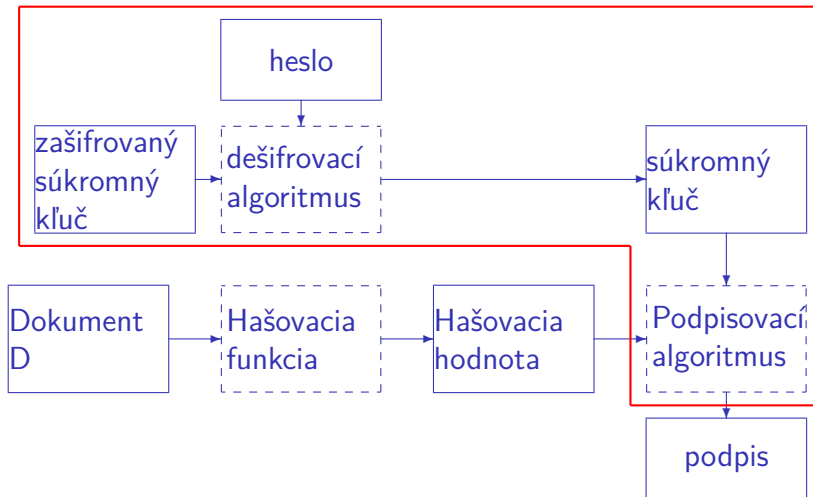 heslo
zašifrovaný
súkromný
kľuč
dešifrovací
algoritmus
súkromný
kľuč
Dokument
D
Hašovacia
funkcia
Hašovacia
hodnota
Podpisovací
algoritmus
podpis